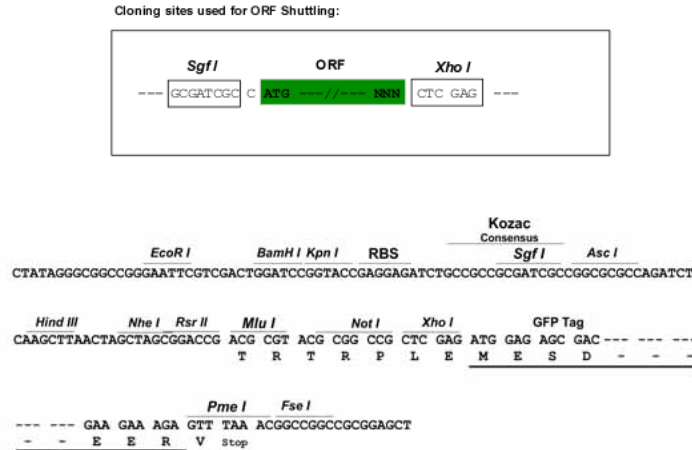 Cloning sites used for ORF Shuttling:
Sgf I ORF Xho I
--- GCGATCGC C ATG ---//--- NNN CTC GAG ---
Kozac
Consensus
EcoR I BamH I Kpn I RBS Sgf I Asc I
CTATAGGGCGGCCGGGAATTCGTCGACTGGATCCGGTACCGAGGAGATCTGCCGCCGCGATCGCCGGCGCGCCAGATCT
Hind III Nhe I Rsr II Mlu I Not I Xho I GFP Tag
CAAGCTTAACTAGCTAGCGGACCG ACG CGT ACG CGG CCG CTC GAG ATG GAG AGC GAC --- --- ---
T R T R P L E M E S D - - -
Pme I Fse I
--- --- GAA GAA AGA GTT TAA ACGGCCGGCCGCGGAGCT
- - E E R V Stop